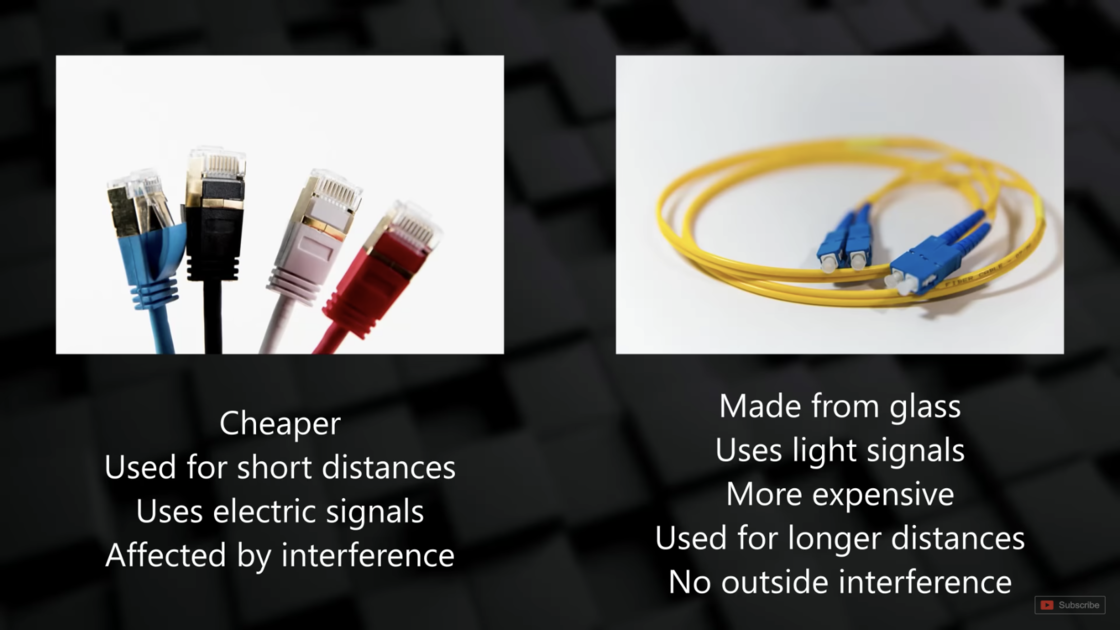 Cheaper
Used for short distances
Uses electric signals
Affected by interference
Made from glass
Uses light signals
More expensive
Used for longer distances
No outside interference
Subscribe